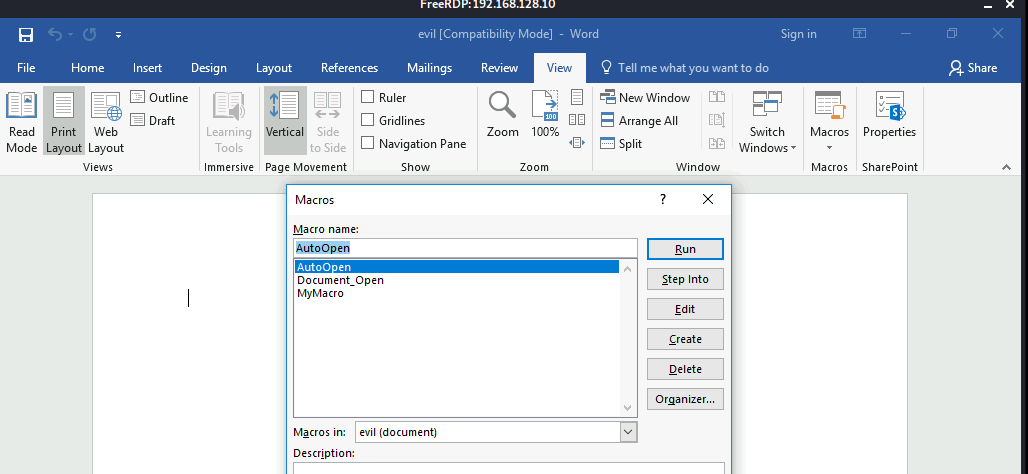 FreeRDP:192.168.128.10
evil [Compatibility Mode] - Word
Sign in
File Home Insert Design Layout References Mailings Review View Tell me what you want to do Share
Read Mode
Print Layout
Web Layout
Outline
Draft
Views
Learning Tools
Immersive
Vertical
Side to Side
Page Movement
Ruler
Gridlines
Navigation Pane
Show
Zoom
100
100%
Zoom
New Window
Arrange All
Split
Switch Windows
Window
Macros
Macros
Properties
SharePoint
Macros ?
Macro name:
AutoOpen
AutoOpen
Document_Open
MyMacro
Run
Step Into
Edit
Create
Delete
Organizer...
Macros in: evil (document)
Description: